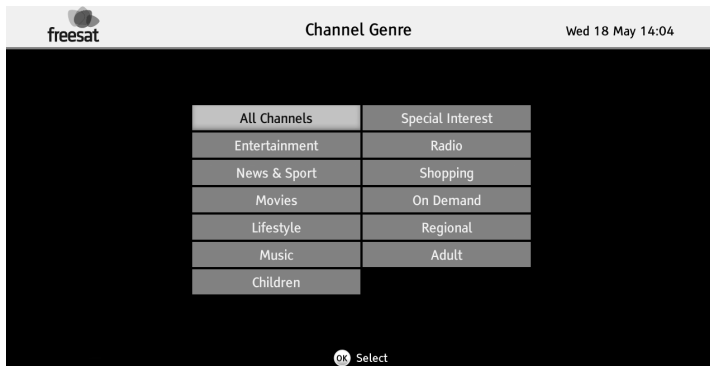 freesat
Channel Genre
Wed 18 May 14:04
All Channels
Special Interest
Entertainment
Radio
News & Sport
Shopping
Movies
On Demand
Lifestyle
Regional
Music
Adult
Children
OK Select